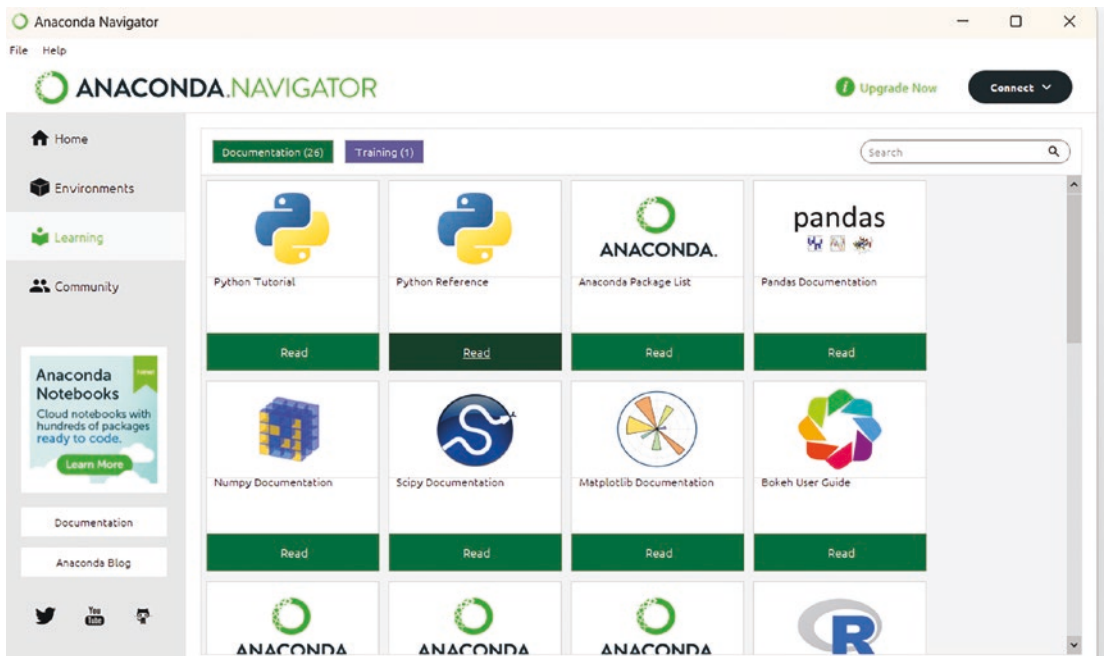 Anaconda Navigator
File Help
ANACONDA.NAVIGATOR
i Upgrade Now
Connect
Home
Environments
Learning
Community
Documentation (26)
Training (1)
Search
ANACONDA.
pandas
Python Tutorial
Python Reference
Anaconda Package List
Pandas Documentation
Read
Read
Read
Read
Numpy Documentation
Scipy Documentation
Matplotlib Documentation
Bokeh User Guide
Read
Read
Read
Read
ANACONDA
ANACONDA
ANACONDA
R
Anaconda
Notebooks
New!
Cloud notebooks with
hundreds of packages
ready to code.
Learn More
Documentation
Anaconda Blog
You
Tube